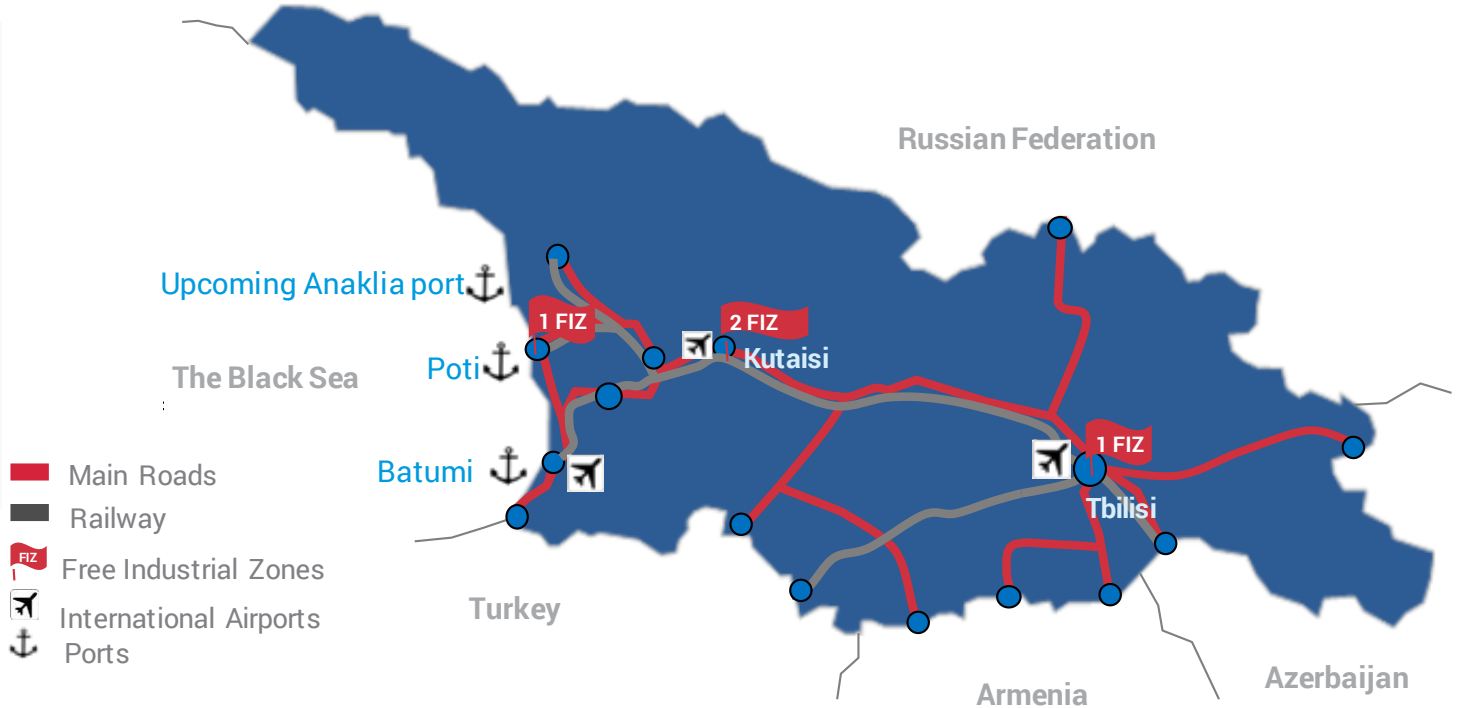 Russian Federation
Upcoming Anaklia port
1 FIZ
2 FIZ
Kutaisi
Poti
The Black Sea
:
1 FIZ
Batumi
Tbilisi
Main Roads
Railway
FIZ
Free Industrial Zones
International Airports
Ports
Turkey
Armenia
Azerbaijan